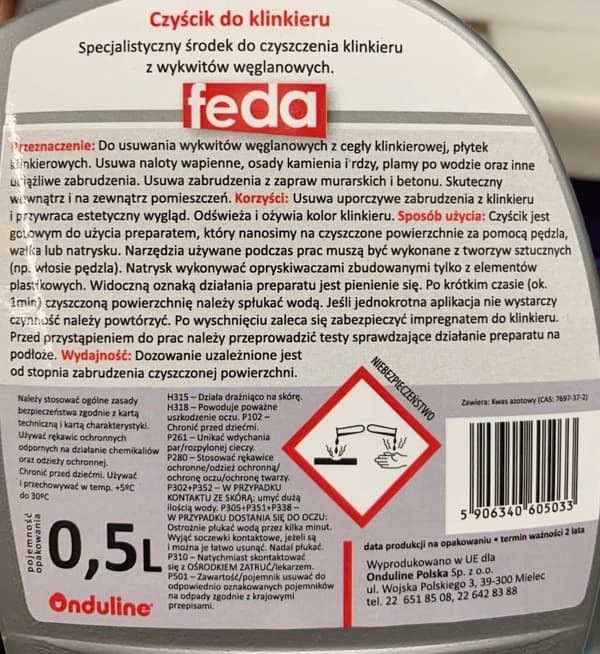 Czyścik do klinkieru
Specjalistyczny środek do czyszczenia klinkieru
z wykwitów węglanowych.
feda
Przeznaczenie: Do usuwania wykwitów węglanowych z cegły klinkierowej, płytek
klinkierowych. Usuwa naloty wapienne, osady kamienia i rdzy, plamy po wodzie oraz inne
uciążliwe zabrudzenia. Usuwa zabrudzenia z zapraw murarskich i betonu. Skuteczny
wewnątrz i na zewnątrz pomieszczeń. Korzyści: Usuwa uporczywe zabrudzenia z klinkieru
i przywraca estetyczny wygląd. Odświeża i ożywia kolor klinkieru. Sposób użycia: Czyścik jest
gotowym do użycia preparatem, który nanosimy na czyszczone powierzchnie za pomocą pędzla,
wałka lub natrysku. Narzędzia używane podczas prac muszą być wykonane z tworzyw sztucznych
(np. włosie pędzla). Natrysk wykonywać opryskiwaczami zbudowanymi tylko z elementów
plastikowych. Widoczną oznaką działania preparatu jest pienienie się. Po krótkim czasie (ok.
1min) czyszczoną powierzchnię należy spłukać wodą. Jeśli jednokrotna aplikacja nie wystarczy
czynność należy powtórzyć. Po wyschnięciu zaleca się zabezpieczyć impregnatem do klinkieru.
Przed przystąpieniem do prac należy przeprowadzić testy sprawdzające działanie preparatu na
podłoże. Wydajność: Dozowanie uzależnione jest
od stopnia zabrudzenia czyszczonej powierzchni.
Należy stosować ogólne zasady
bezpieczeństwa zgodnie z kartą
techniczną i kartą charakterystyki.
Używać rękawic ochronnych
odpornych na działanie chemikaliów
oraz odzieży ochronnej.
Chronić przed dziećmi. Używać
i przechowywać w temp. +5ºC
do 30ºC
pojemność
opakowania
0,5L
Onduline
H315 – Działa drażniąco na skórę.
H318 – Powoduje poważne
uszkodzenie oczu. P102 –
Chronić przed dziećmi.
P261 – Unikać wdychania
par/rozpylonej cieczy.
P280 – Stosować rękawice
ochronne/odzież ochronną/
ochronę oczu/ochronę twarzy.
P302+P352 – W PRZYPADKU
KONTAKTU ZE SKÓRĄ: umyć dużą
ilością wody. P305+P351+P338 –
W PRZYPADKU DOSTANIA SIĘ DO OCZU:
Ostrożnie płukać wodą przez kilka minut.
Wyjąć soczewki kontaktowe, jeżeli są
i można je łatwo usunąć. Nadal płukać.
P310 – Natychmiast skontaktować
się z OŚRODKIEM ZATRUĆ/lekarzem.
P501 – Zawartość/pojemnik usuwać do
odpowiednio oznakowanych pojemników
na odpady zgodnie z krajowymi
przepisami.
NIEBEZPIECZEŃSTWO
Zawiera: Kwas azotowy (CAS: 7697-37-2)
5 906340 605033
data produkcji na opakowaniu • termin ważności 2 lata
Wyprodukowano w UE dla
Onduline Polska Sp. z o.o.
ul. Wojska Polskiego 3, 39-300 Mielec
tel. 22 651 85 08, 22 642 83 88